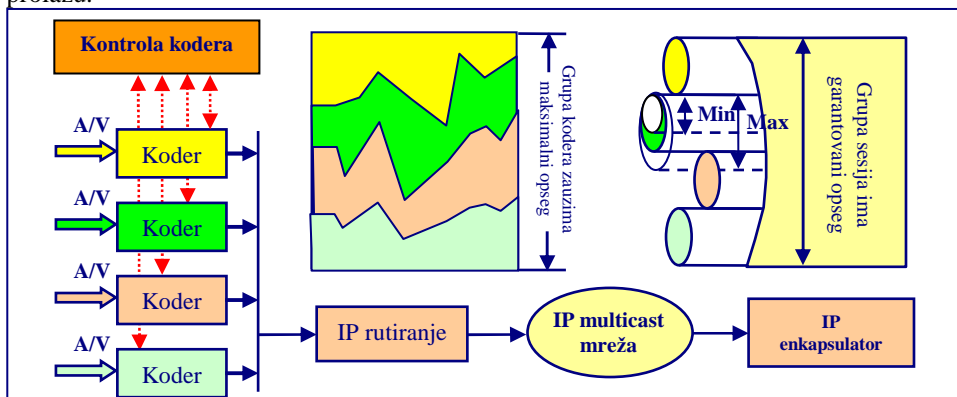 prolazu.
Kontrola kodera
A/V
Koder
A/V
Koder
A/V
Koder
A/V
Koder
Grupa kodera zauzima
maksimalni opseg
Min
Max
Grupa sesija ima
garantovani opseg
IP rutiranje
IP multicast
mreža
IP
enkapsulator